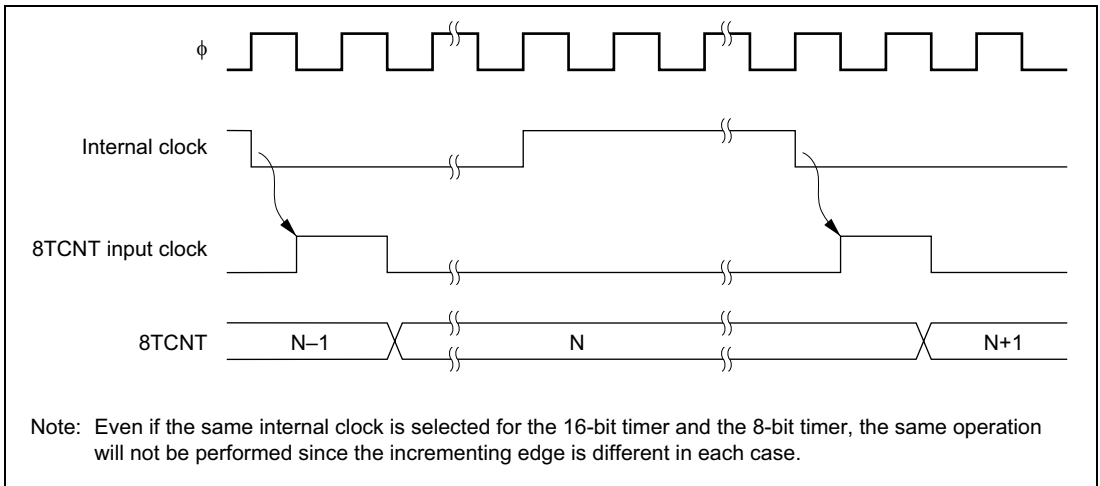 ϕ
Internal clock
8TCNT input clock
8TCNT
N–1
N
N+1
Note: Even if the same internal clock is selected for the 16-bit timer and the 8-bit timer, the same operation
will not be performed since the incrementing edge is different in each case.